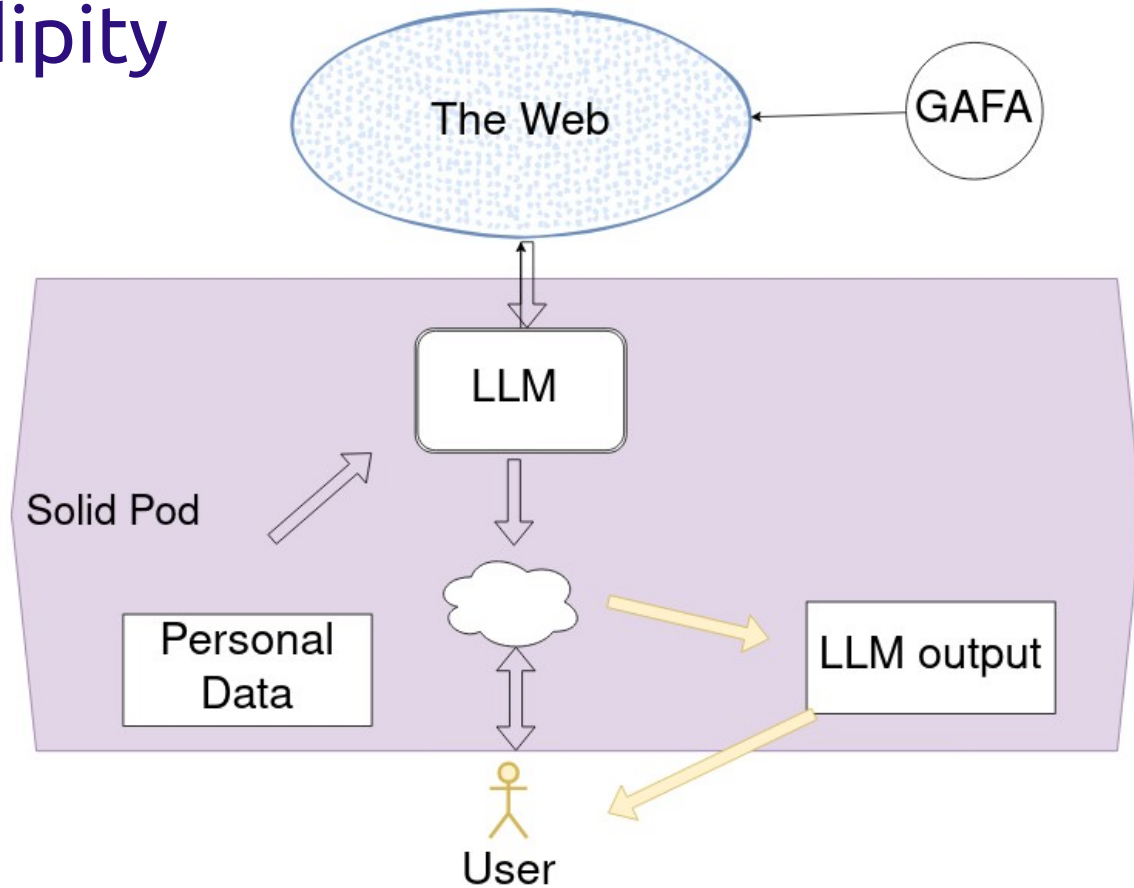 lipity
The Web
GAFA
LLM
Solid Pod
Personal
Data
LLM output
User